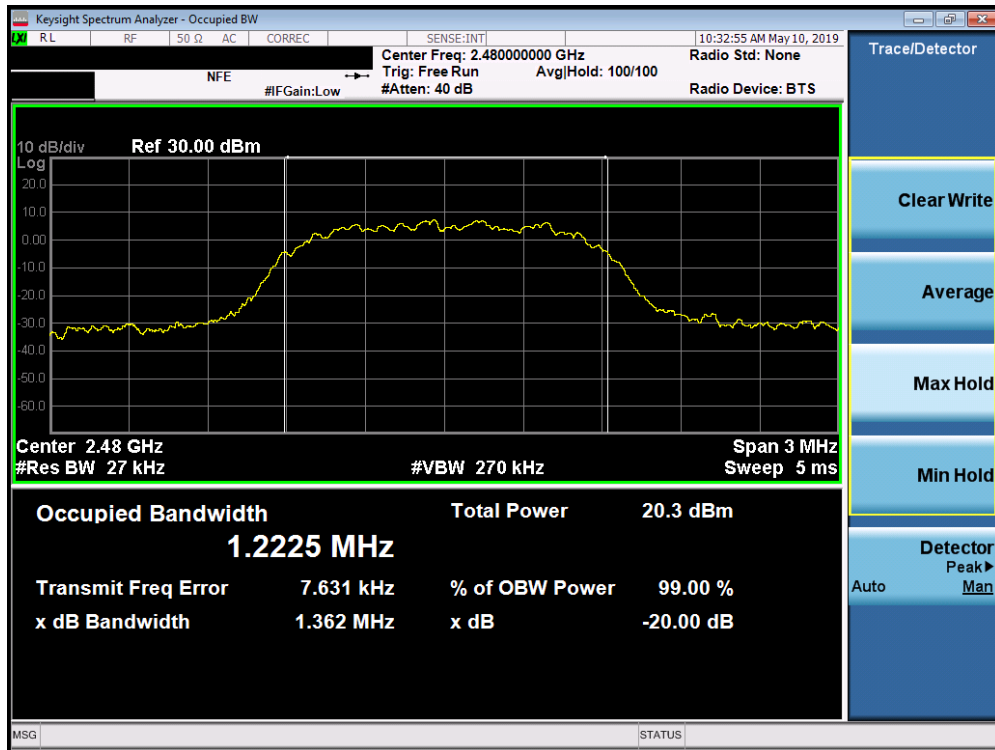 Keysight Spectrum Analyzer - Occupied BW
LXI RL RF 50 Ω AC CORREC SENSE:INT 10:32:55 AM May 10, 2019
Center Freq: 2.480000000 GHz Radio Std: None
NFE Trig: Free Run Avg|Hold: 100/100
#IFGain:Low #Atten: 40 dB Radio Device: BTS
10 dB/div Ref 30.00 dBm
Log
20.0
10.0
0.00
-10.0
-20.0
-30.0
-40.0
-50.0
-60.0
Center 2.48 GHz Span 3 MHz
#Res BW 27 kHz #VBW 270 kHz Sweep 5 ms
Occupied Bandwidth Total Power 20.3 dBm
1.2225 MHz
Transmit Freq Error 7.631 kHz % of OBW Power 99.00 %
x dB Bandwidth 1.362 MHz x dB -20.00 dB
MSG STATUS
Trace/Detector
Clear Write
Average
Max Hold
Min Hold
Detector
Peak▶
Auto Man